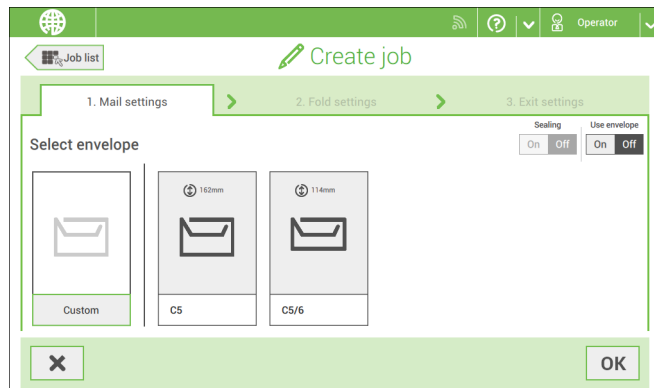 Operator
Job list
Create job
1. Mail settings
2. Fold settings
3. Exit settings
Select envelope
Sealing
On Off
Use envelope
On Off
162mm
114mm
Custom
C5
C5/6
OK